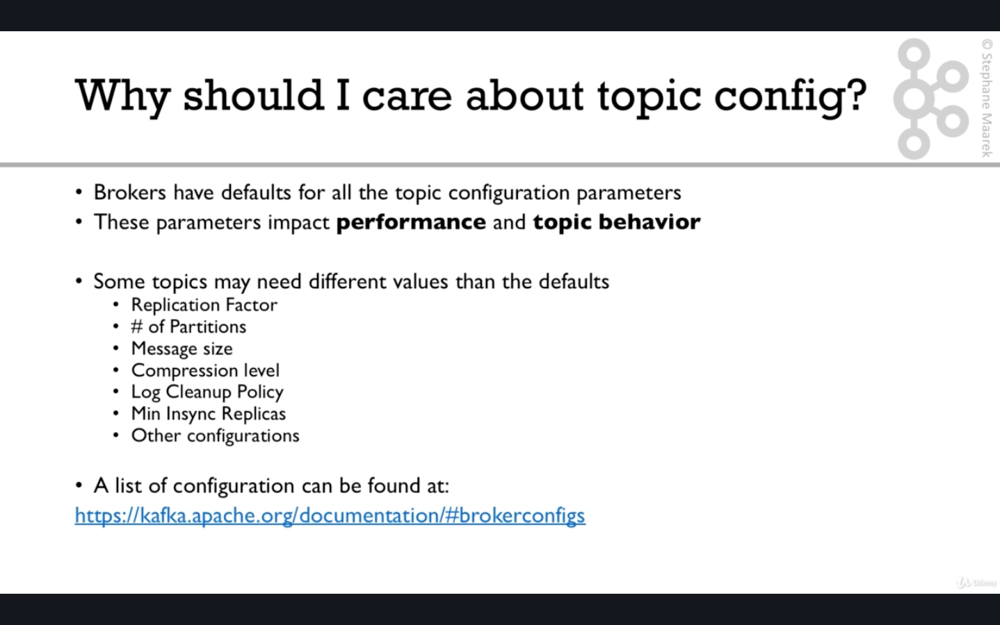 Why should I care about topic config?
© Stephane Maarek
• Brokers have defaults for all the topic configuration parameters
• These parameters impact performance and topic behavior
• Some topics may need different values than the defaults
• Replication Factor
• # of Partitions
• Message size
• Compression level
• Log Cleanup Policy
• Min Insync Replicas
• Other configurations
• A list of configuration can be found at:
https://kafka.apache.org/documentation/#brokerconfigs
Udemy